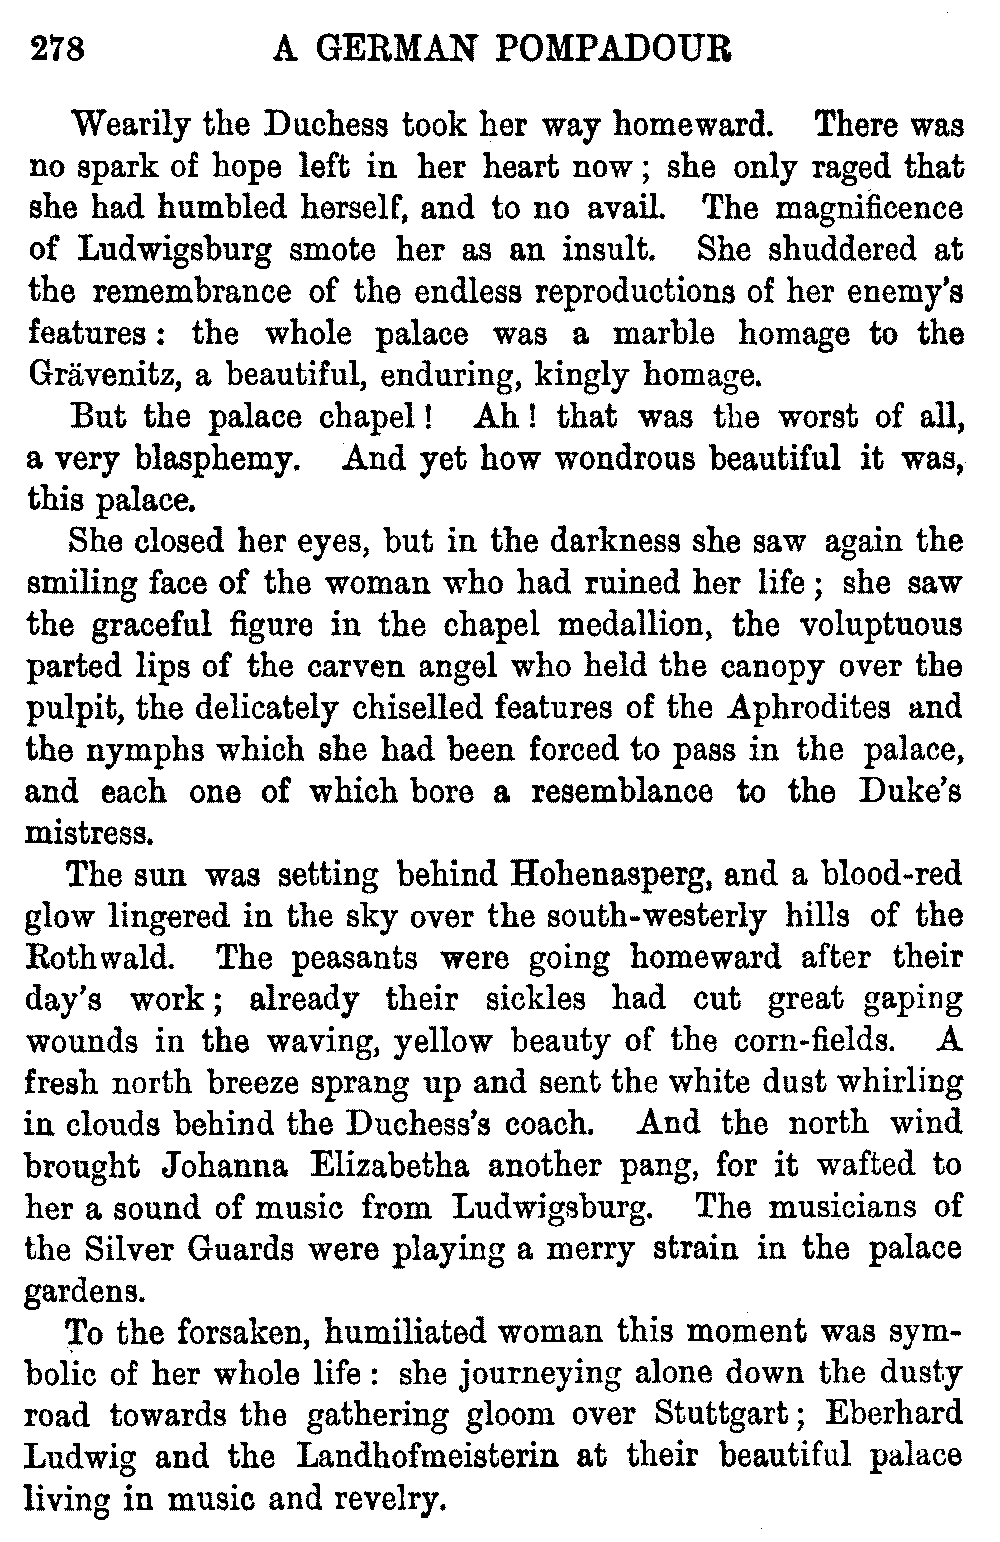 278 A GERMAN POMPADOUR
Wearily the Duchess took her way homeward. There was
no spark of hope left in her heart now; she only raged that
she had humbled herself, and to no avail. The magnificence
of Ludwigsburg smote her as an insult. She shuddered at
the remembrance of the endless reproductions of her enemy's
features: the whole palace was a marble homage to the
Grävenitz, a beautiful, enduring, kingly homage.
But the palace chapel! Ah! that was the worst of all,
a very blasphemy. And yet how wondrous beautiful it was,
this palace.
She closed her eyes, but in the darkness she saw again the
smiling face of the woman who had ruined her life; she saw
the graceful figure in the chapel medallion, the voluptuous
parted lips of the carven angel who held the canopy over the
pulpit, the delicately chiselled features of the Aphrodites and
the nymphs which she had been forced to pass in the palace,
and each one of which bore a resemblance to the Duke's
mistress.
The sun was setting behind Hohenasperg, and a blood-red
glow lingered in the sky over the south-westerly hills of the
Rothwald. The peasants were going homeward after their
day's work; already their sickles had cut great gaping
wounds in the waving, yellow beauty of the corn-fields. A
fresh north breeze sprang up and sent the white dust whirling
in clouds behind the Duchess's coach. And the north wind
brought Johanna Elizabetha another pang, for it wafted to
her a sound of music from Ludwigsburg. The musicians of
the Silver Guards were playing a merry strain in the palace
gardens.
To the forsaken, humiliated woman this moment was sym-
bolic of her whole life: she journeying alone down the dusty
road towards the gathering gloom over Stuttgart; Eberhard
Ludwig and the Landhofmeisterin at their beautiful palace
living in music and revelry.